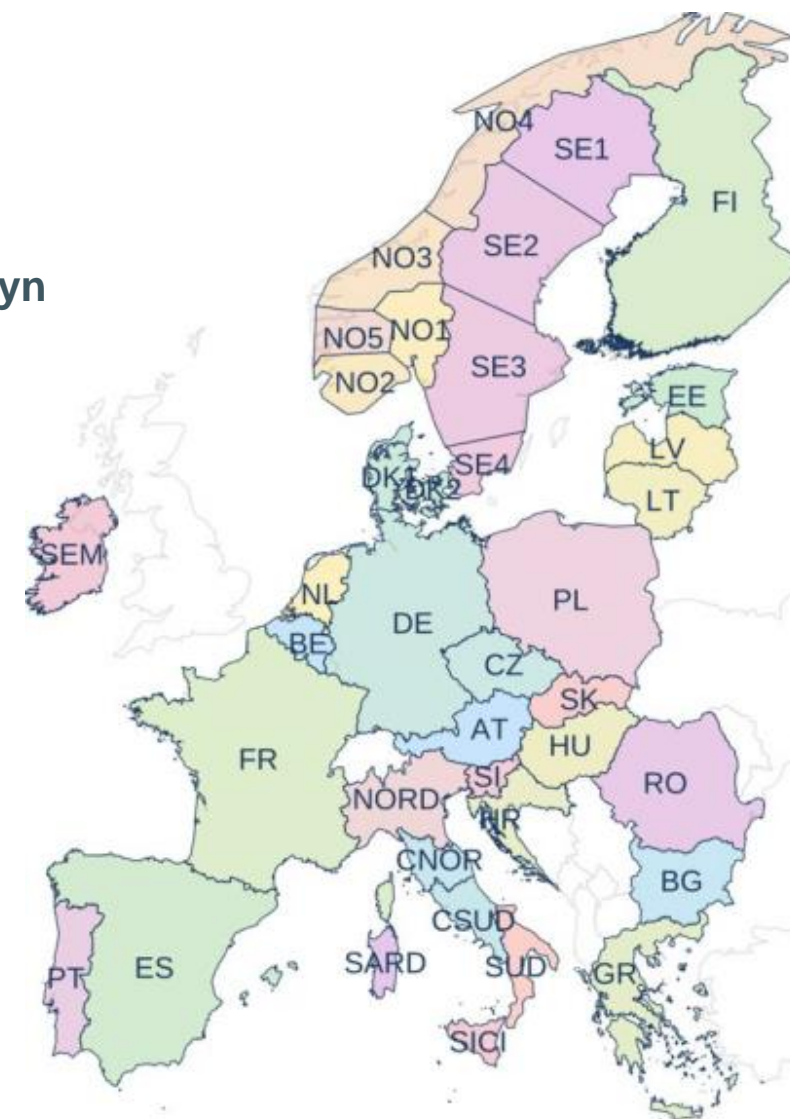 NO4
SE1
FI
SE2
NO3
yn
NO5
NO1
NO2
SE3
EE
LV
SE4
DK1
DK2
LT
SEM
NL
PL
DE
BE
CZ
SK
AT
HU
FR
SI
RO
NORD
HR
CNOR
BG
CSUD
SARD
SUD
ES
PT
GR
SICI